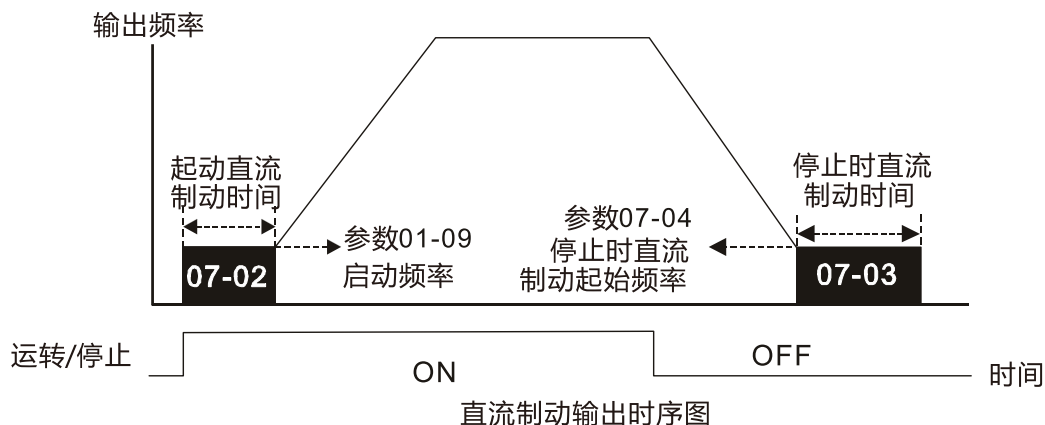 输出频率
起动直流
制动时间
停止时直流
制动时间
参数01-09
启动频率
参数07-04
停止时直流
制动起始频率
07-02
07-03
运转/停止
ON
OFF
时间
直流制动输出时序图